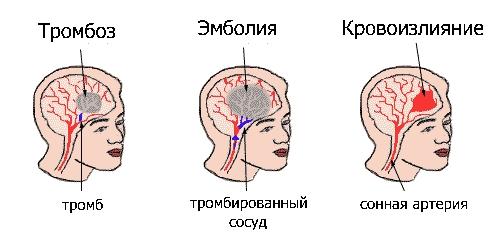 Тромбоз
Эмболия
Кровоизлияние
тромб
тромбированный
сосуд
сонная артерия